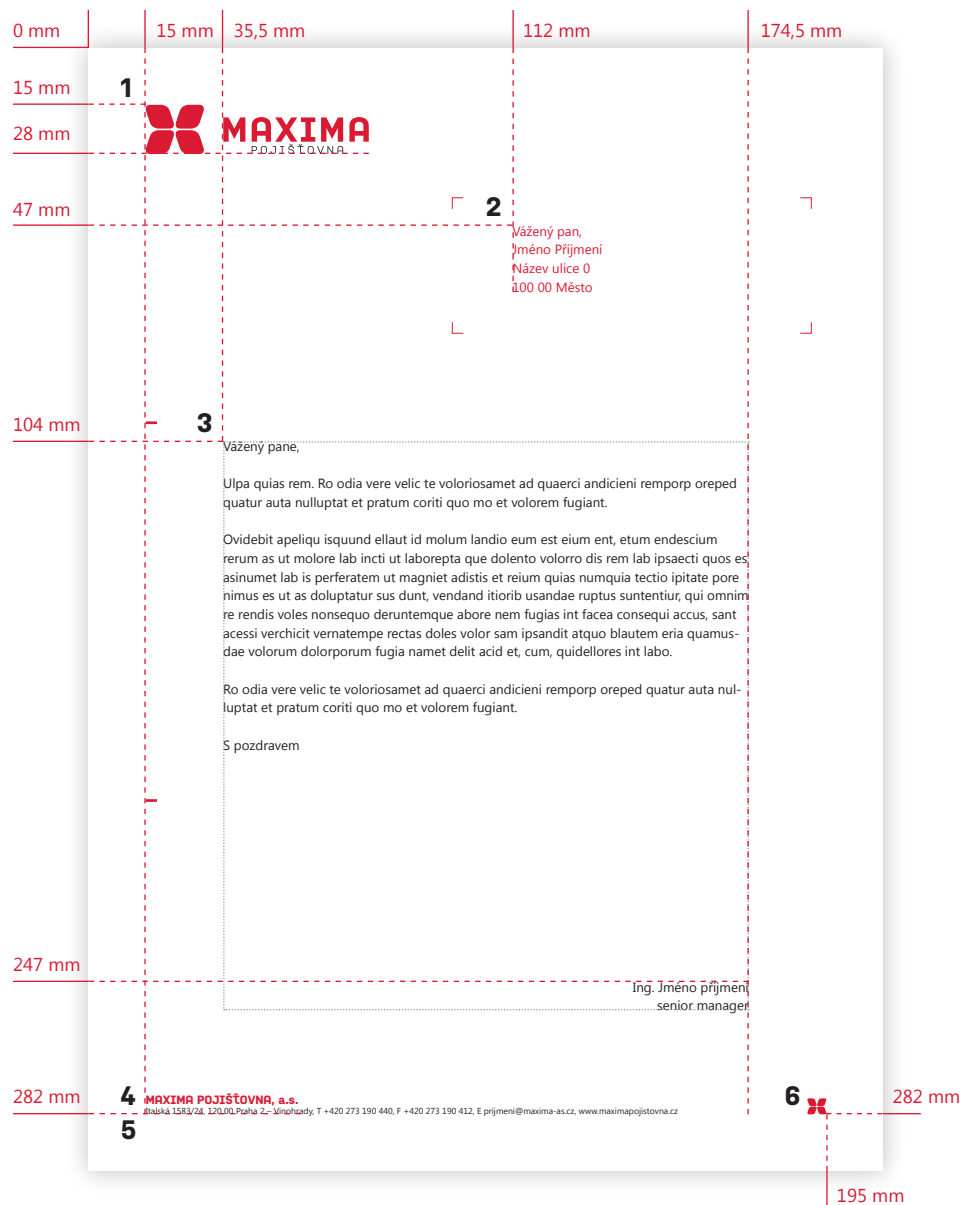 0 mm
15 mm
35,5 mm
112 mm
174,5 mm
15 mm
1
28 mm
MAXIMA
POJIŠŤOVNA
47 mm
2
Vážený pan,
Jméno Příjmení
Název ulice 0
100 00 Město
104 mm
3
Vážený pane,
Ulpa quias rem. Ro odia vere velic te voloriosamet ad quaerci andicieni remporp oreped
quatur auta nulluptat et pratum coriti quo mo et volorem fugiant.
Ovidebit apeliqu isquund ellaut id molum landio eum est eium ent, etum endescium
rerum as ut molore lab incti ut laborepta que dolento volorro dis rem lab ipsaecti quos es
asinumet lab is perferatem ut magniet adistis et reium quias numquia tectio ipitate pore
nimus es ut as doluptatur sus dunt, vendand itiorib usandae ruptus suntentiur, qui omnim
re rendis voles nonsequo deruntemque abore nem fugias int facea consequi accus, sant
acessi verchicit vernatempe rectas doles volor sam ipsandit atquo blautem eria quamus-
dae volorum dolorporum fugia namet delit acid et, cum, quidellores int labo.
Ro odia vere velic te voloriosamet ad quaerci andicieni remporp oreped quatur auta nul-
luptat et pratum coriti quo mo et volorem fugiant.
S pozdravem
247 mm
Ing. Jméno příjmení
senior manager
282 mm
4
MAXIMA POJIŠŤOVNA, a.s.
Italská 1583/24, 120 00 Praha 2 – Vinohrady, T +420 273 190 440, F +420 273 190 412, E prijmeni@maxima-as.cz, www.maximapojistovna.cz
5
6
282 mm
195 mm